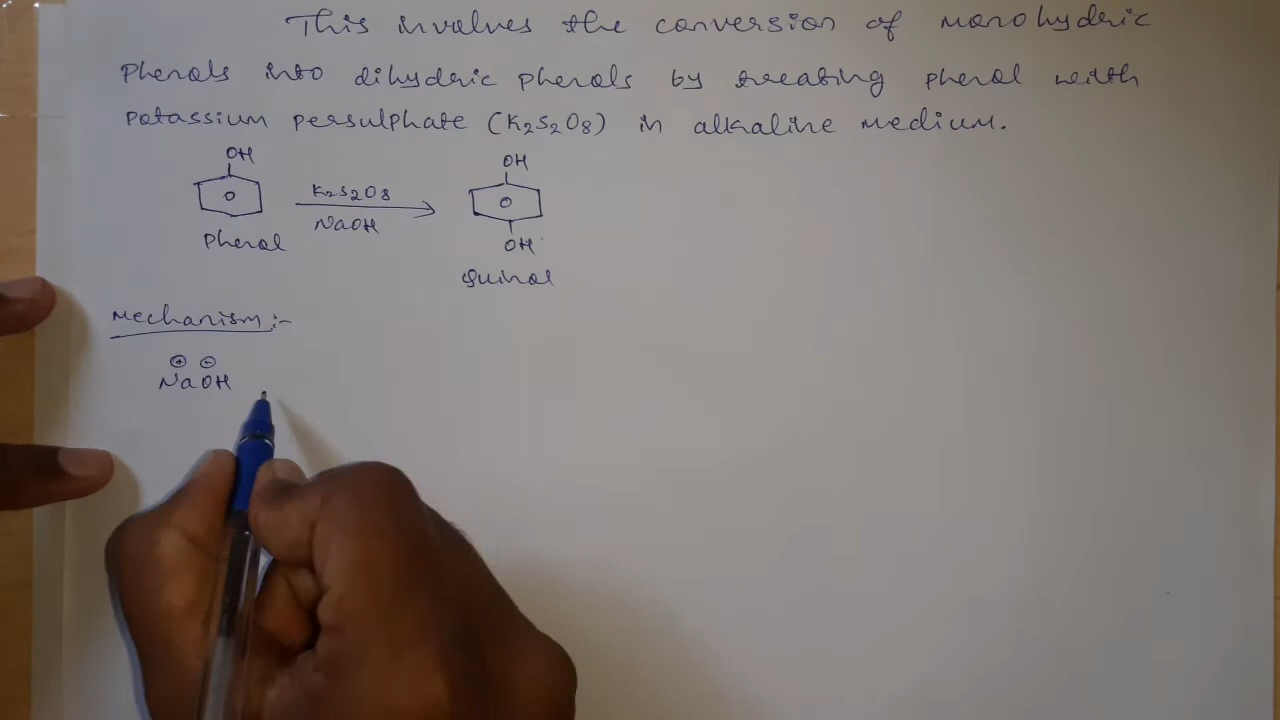 This involves the conversion of monohydric
Phenols into dihydric phenols by treating phenol with
Potassium persulphate (K2S2O8) in alkaline medium.
OH
OH
K2S2O8
NaOH
OH
Phenol
Quinol
Mechanism:-
⊕ ⊖
NaOH